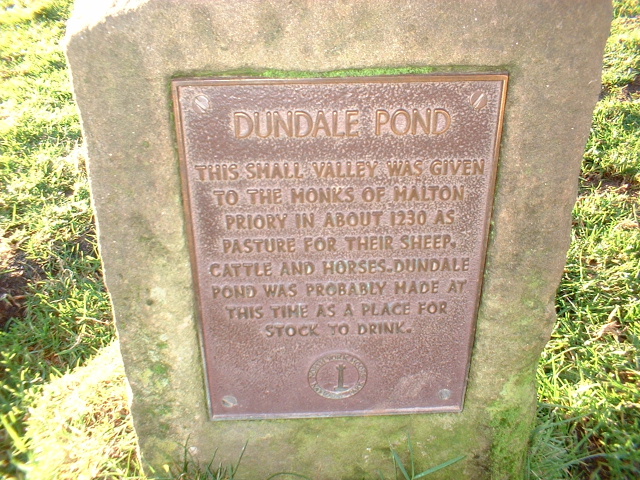 DUNDALE POND
THIS SMALL VALLEY WAS GIVEN
TO THE MONKS OF MALTON
PRIORY IN ABOUT 1230 AS
PASTURE FOR THEIR SHEEP,
CATTLE AND HORSES. DUNDALE
POND WAS PROBABLY MADE AT
THIS TIME AS A PLACE FOR
STOCK TO DRINK.